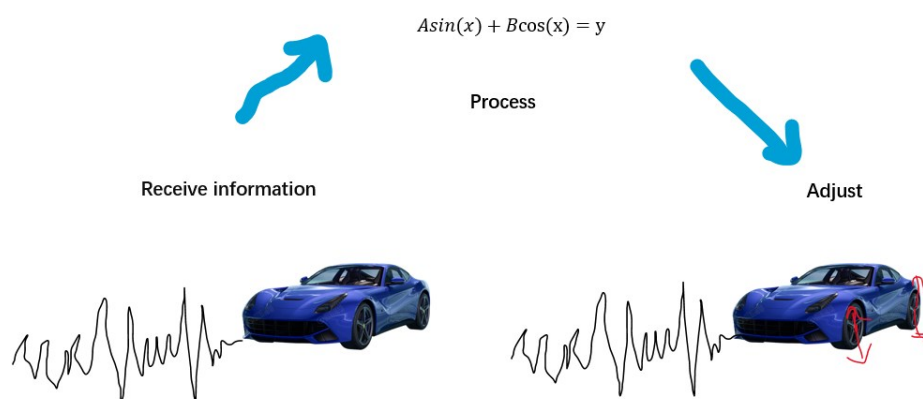 Asin(x) + Bcos(x) = y
Process
Receive information
Adjust